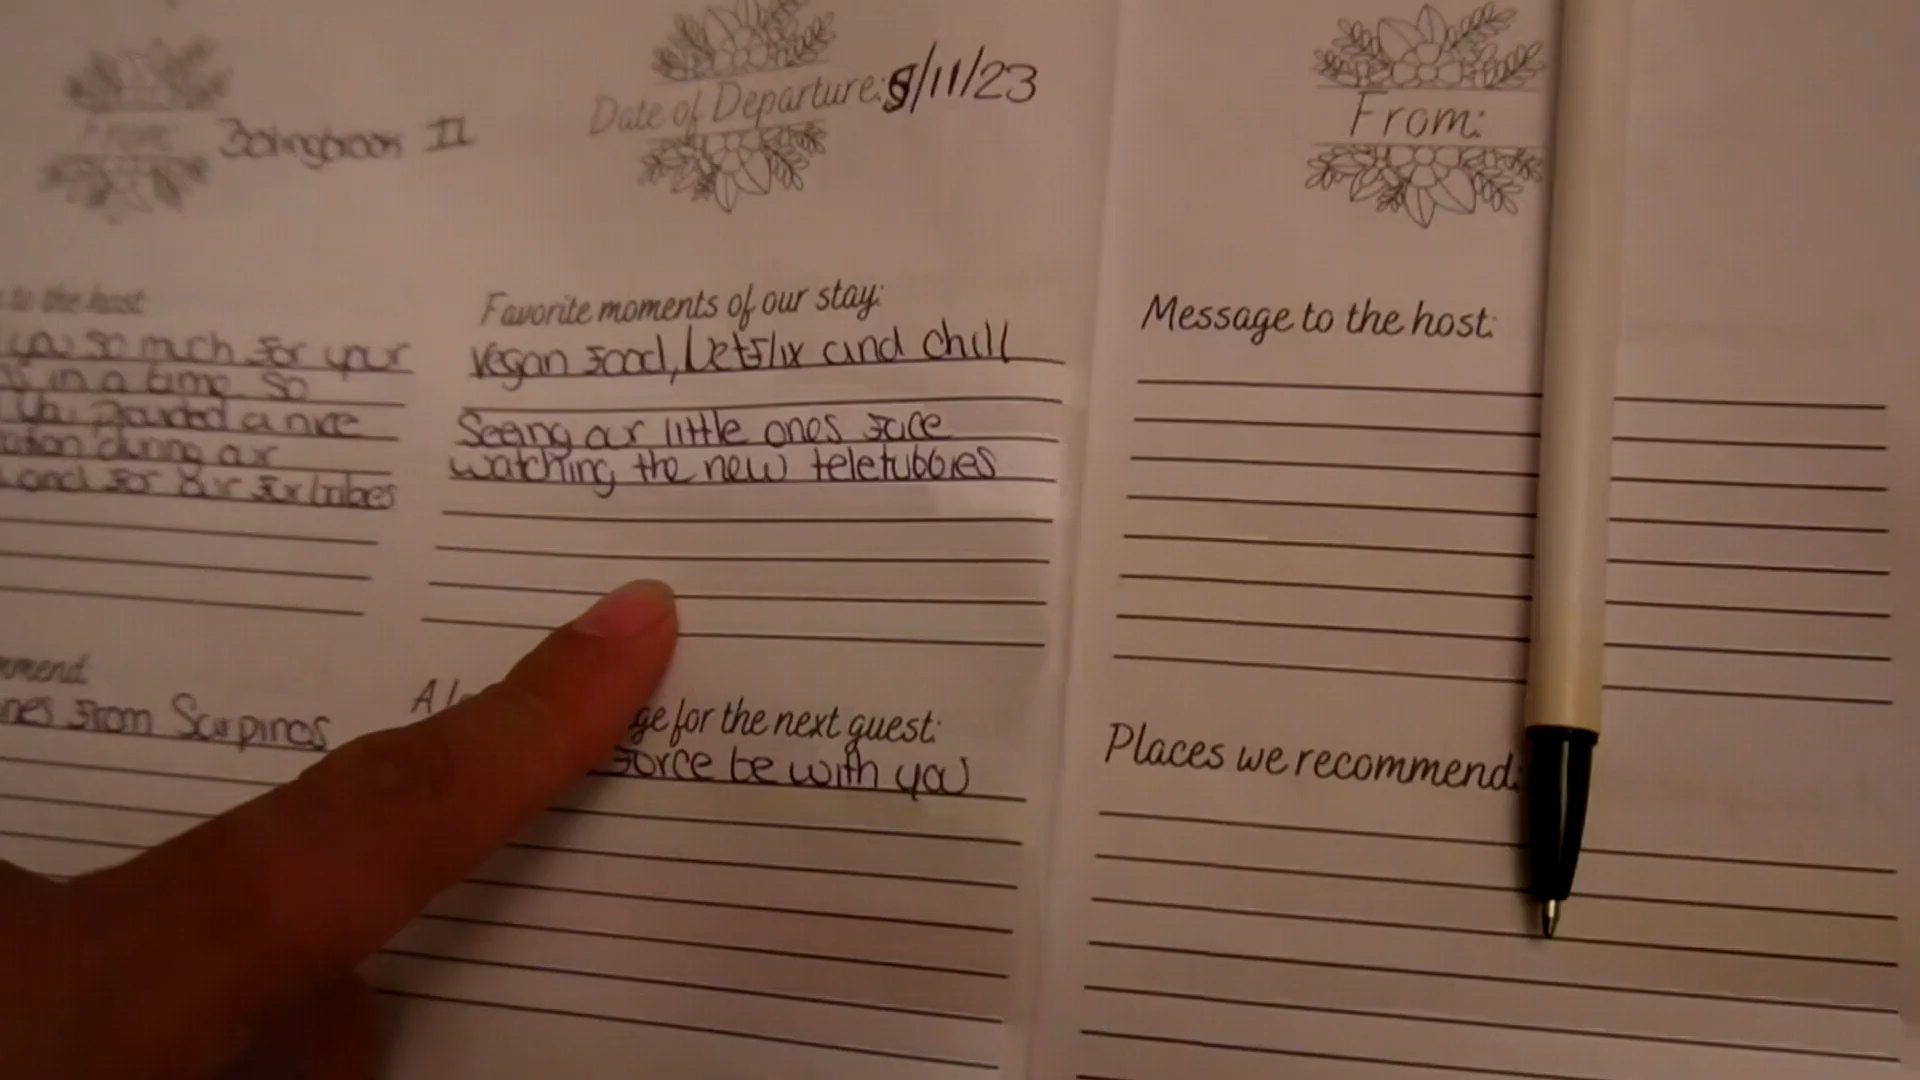 From: Bolingbrook IL
Date of Departure: 8/11/23
to the host:
you so much for your
in a time so
provided a nice
during our
and for our fur babies
mmend:
from Scarpinos
Favorite moments of our stay:
vegan food, Netflix and chill
Seeing our little ones face
watching the new teletubbies
ge for the next guest:
Force be with you
From:
Message to the host:
Places we recommend: